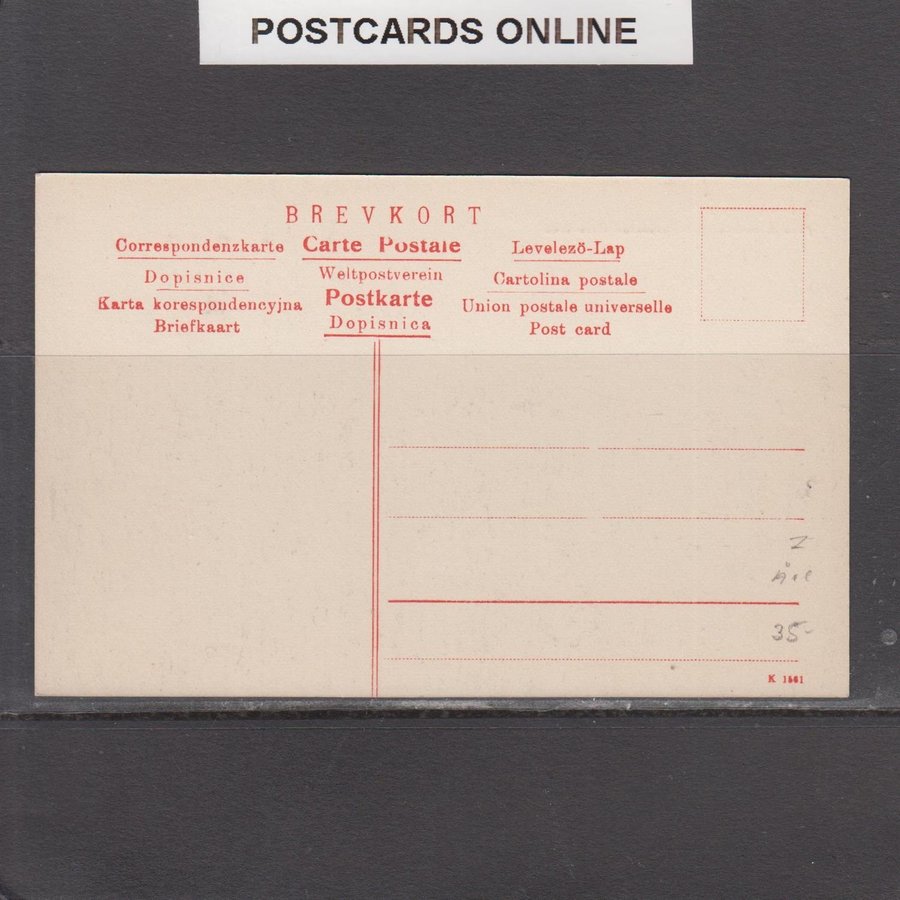 POSTCARDS ONLINE
BREVKORT
Correspondenzkarte Carte Postale Levelezö-Lap
Dopisnice Weltpostverein Cartolina postale
Karta korespondencyjna Postkarte Union postale universelle
Briefkaart Dopisnica Post card
Z
35-
K 1561